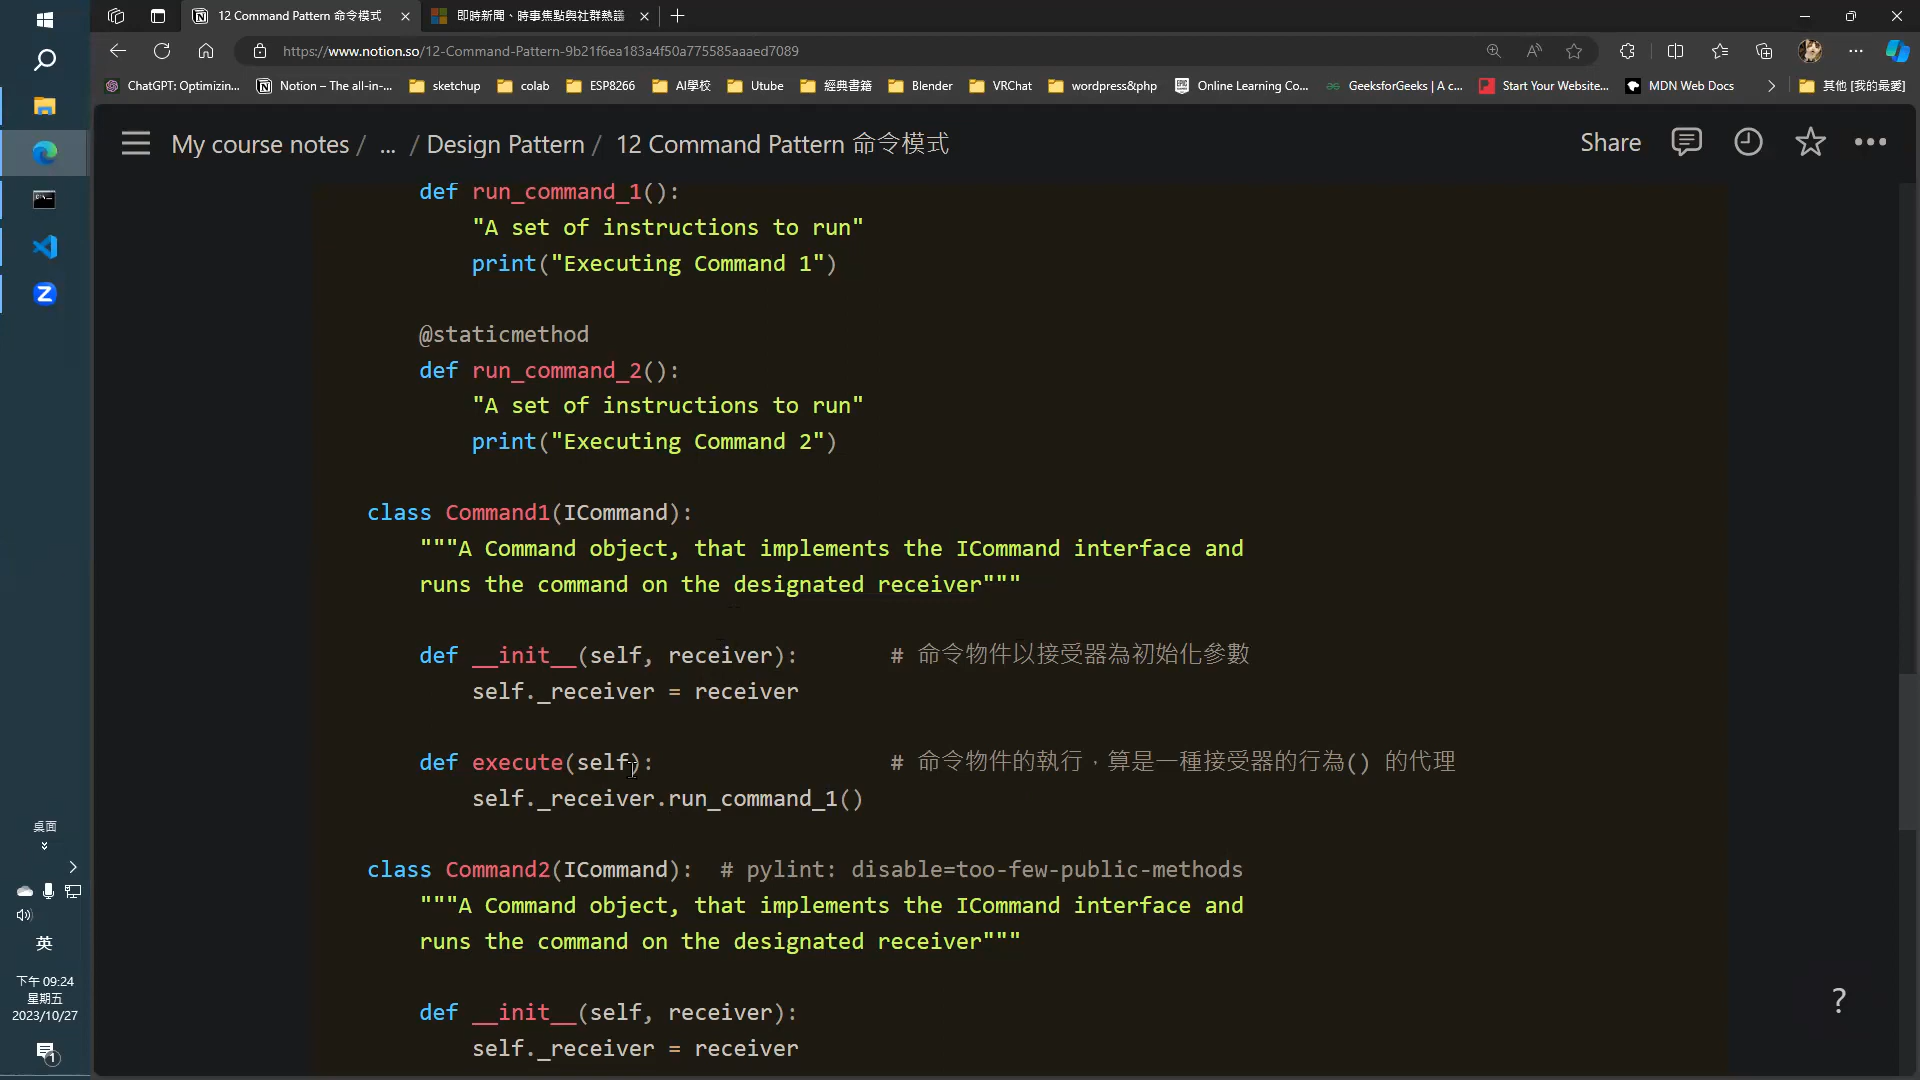 12 Command Pattern 命令模式
即時新聞、時事焦點與社群熱議
https://www.notion.so/12-Command-Pattern-9b21f6ea183a4f50a775585aaaed7089
ChatGPT: Optimizin...
Notion – The all-in-...
sketchup
colab
ESP8266
AI學校
Utube
經典書籍
Blender
VRChat
wordpress&php
Online Learning Co...
GeeksforGeeks | A c...
Start Your Website...
MDN Web Docs
其他 [我的最愛]
My course notes / ... / Design Pattern / 12 Command Pattern 命令模式
Share
def run_command_1():
"A set of instructions to run"
print("Executing Command 1")
@staticmethod
def run_command_2():
"A set of instructions to run"
print("Executing Command 2")
class Command1(ICommand):
"""A Command object, that implements the ICommand interface and
runs the command on the designated receiver"""
def __init__(self, receiver): # 命令物件以接受器為初始化參數
self._receiver = receiver
def execute(self): # 命令物件的執行，算是一種接受器的行為() 的代理
self._receiver.run_command_1()
class Command2(ICommand): # pylint: disable=too-few-public-methods
"""A Command object, that implements the ICommand interface and
runs the command on the designated receiver"""
def __init__(self, receiver):
self._receiver = receiver
?
桌面
英
下午 09:24
星期五
2023/10/27
1